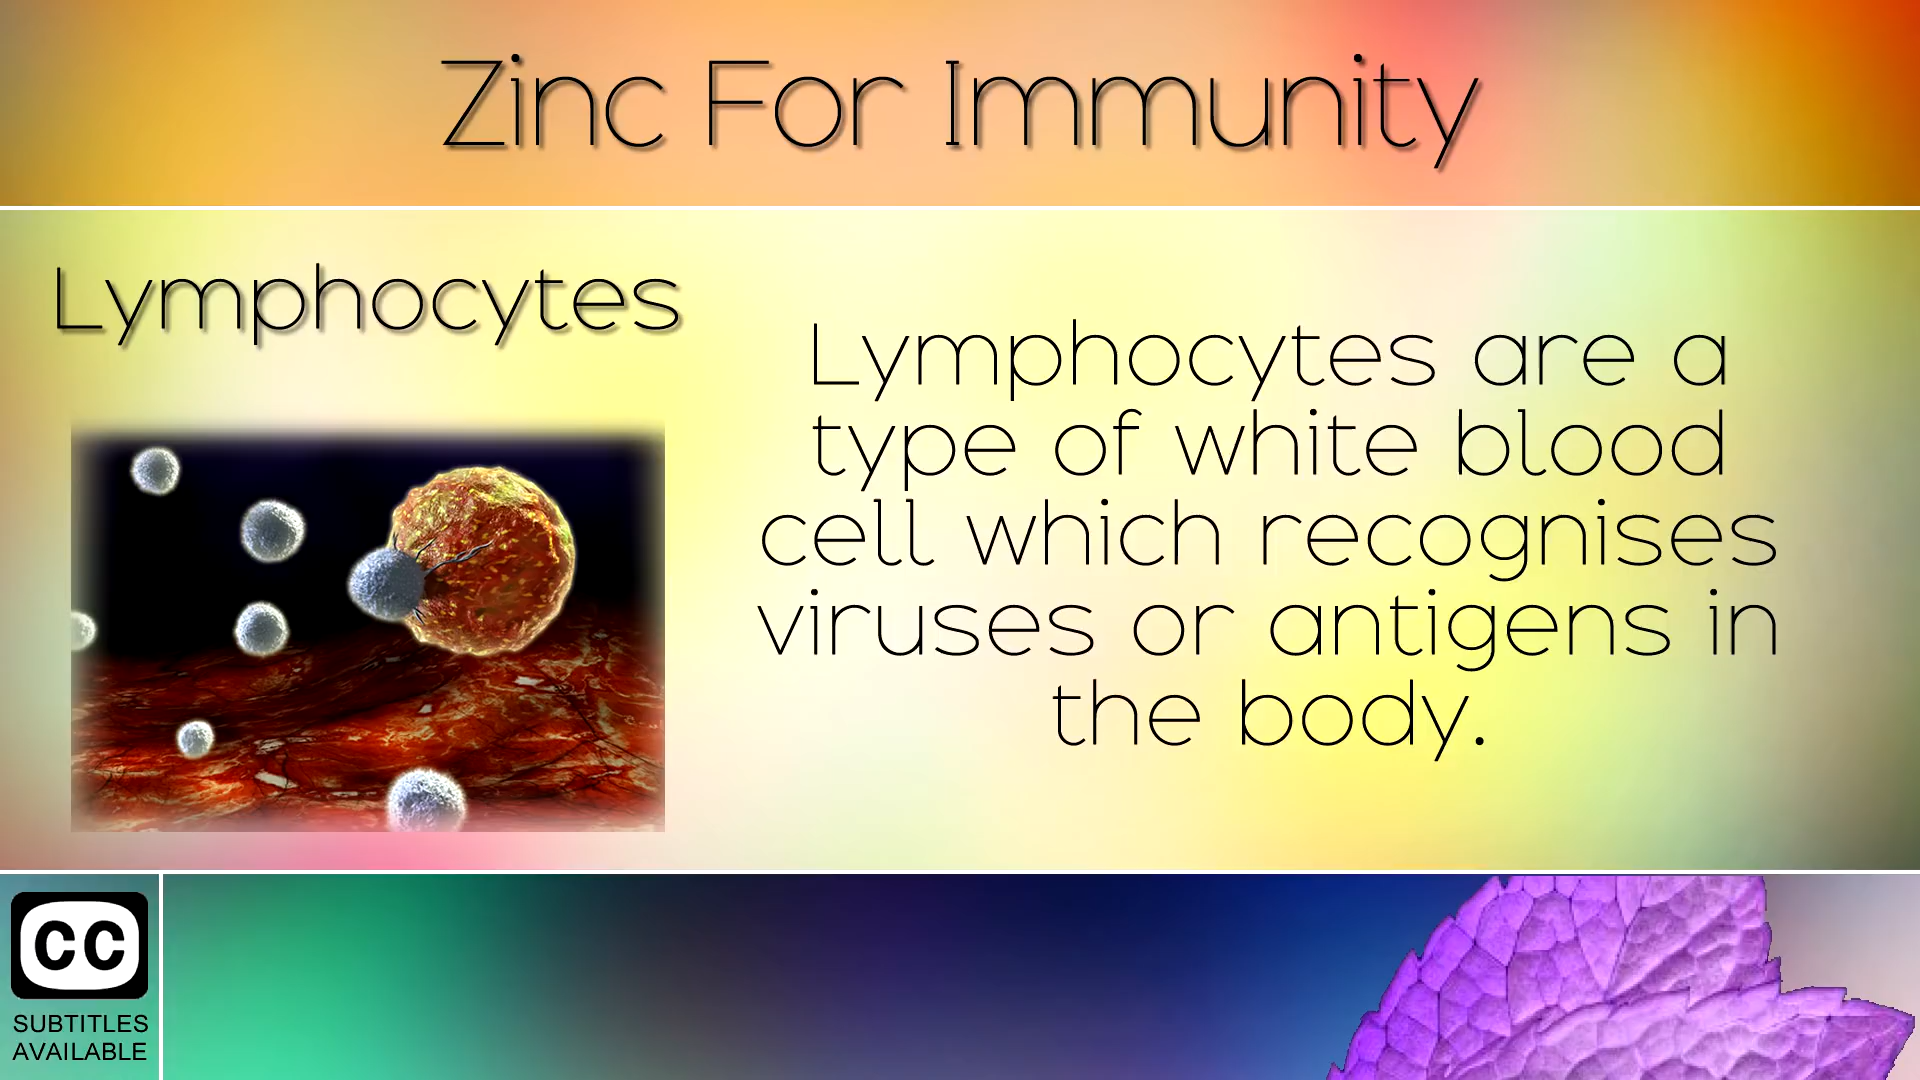 Zinc For Immunity
Lymphocytes
Lymphocytes are a
type of white blood
cell which recognises
viruses or antigens in
the body.
CC
SUBTITLES
AVAILABLE